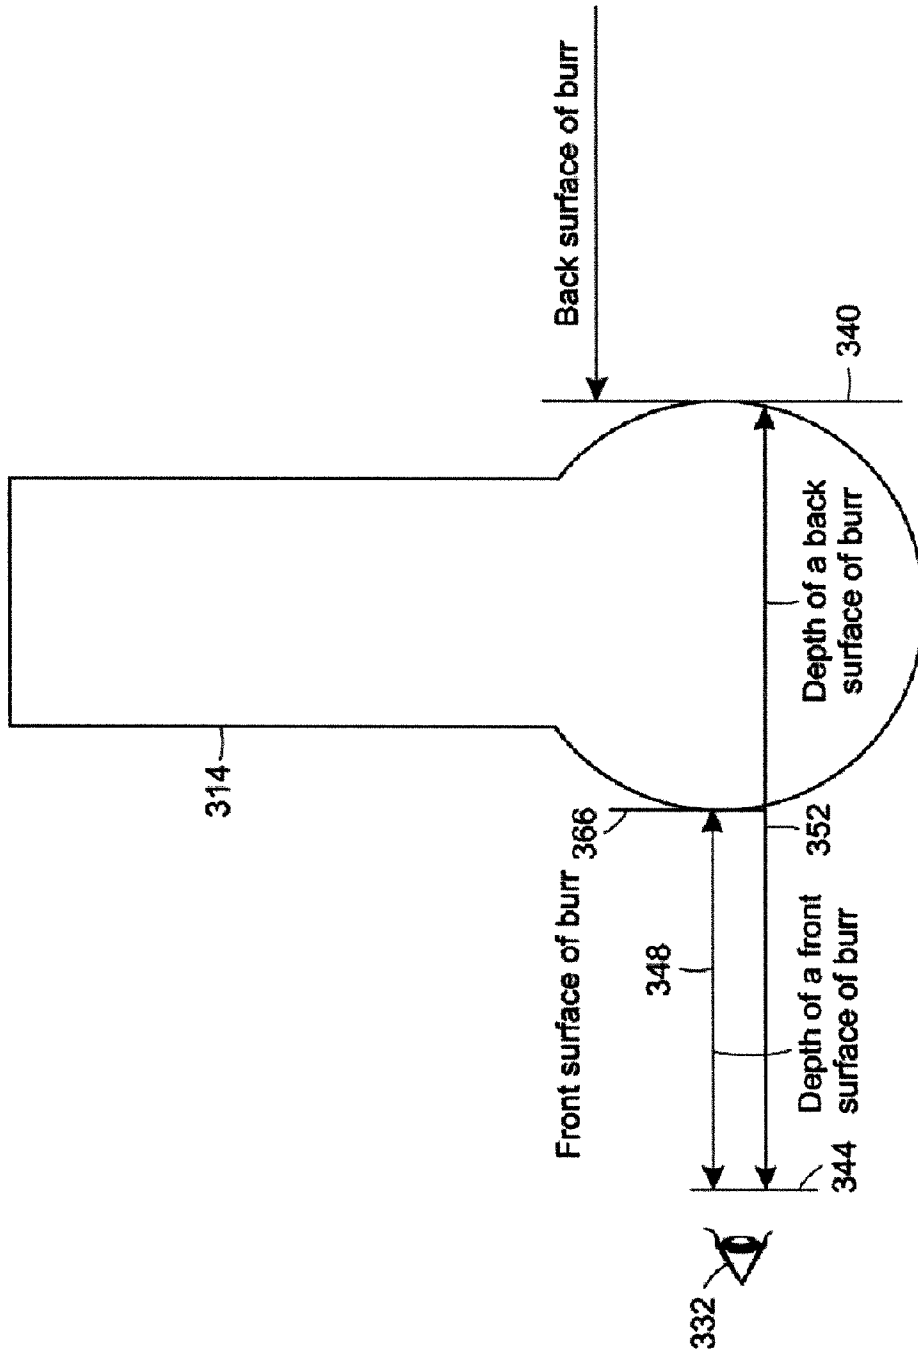 314
Front surface of burr
Back surface of burr
366
348
332
Depth of a front
surface of burr
352
Depth of a back
surface of burr
344
340